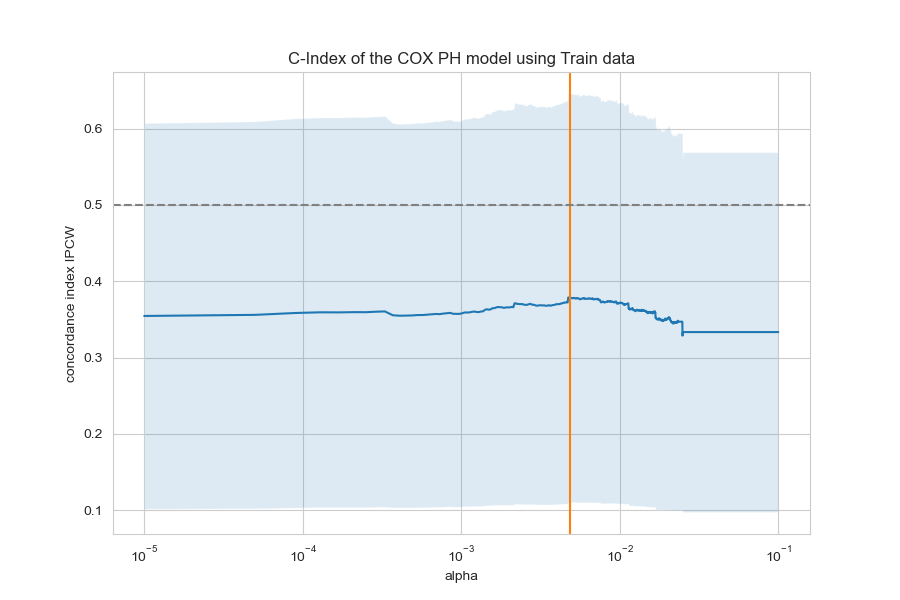 C-Index of the COX PH model using Train data
concordance index IPCW
0.6
0.5
0.4
0.3
0.2
0.1
10⁻⁵ 10⁻⁴ 10⁻³ 10⁻² 10⁻¹
alpha